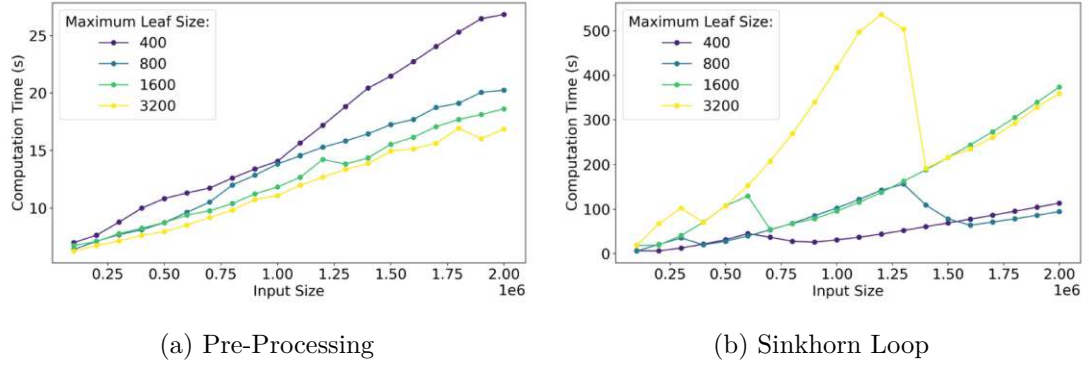 Maximum Leaf Size:
400
800
1600
3200
Computation Time (s)
25
20
15
10
0.25 0.50 0.75 1.00 1.25 1.50 1.75 2.00
Input Size
1e6
(a) Pre-Processing
Maximum Leaf Size:
400
800
1600
3200
Computation Time (s)
500
400
300
200
100
0
0.25 0.50 0.75 1.00 1.25 1.50 1.75 2.00
Input Size
1e6
(b) Sinkhorn Loop